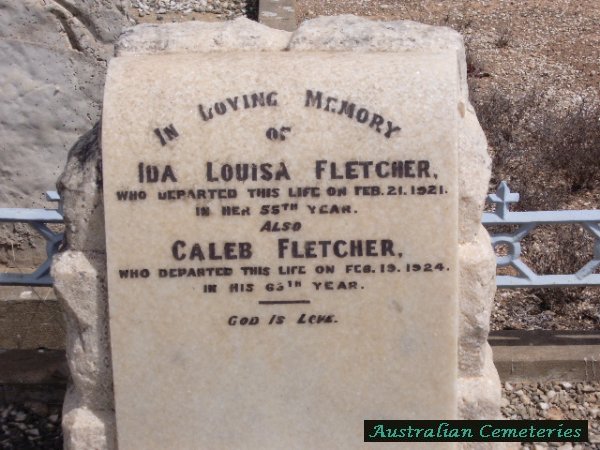 IN LOVING MEMORY
OF
IDA LOUISA FLETCHER,
WHO DEPARTED THIS LIFE ON FEB. 21. 1921.
IN HER 55TH YEAR.
ALSO
CALEB FLETCHER,
WHO DEPARTED THIS LIFE ON FEB. 19. 1924.
IN HIS YEAR.
GOD IS LOVE.
Australian Cemeteries